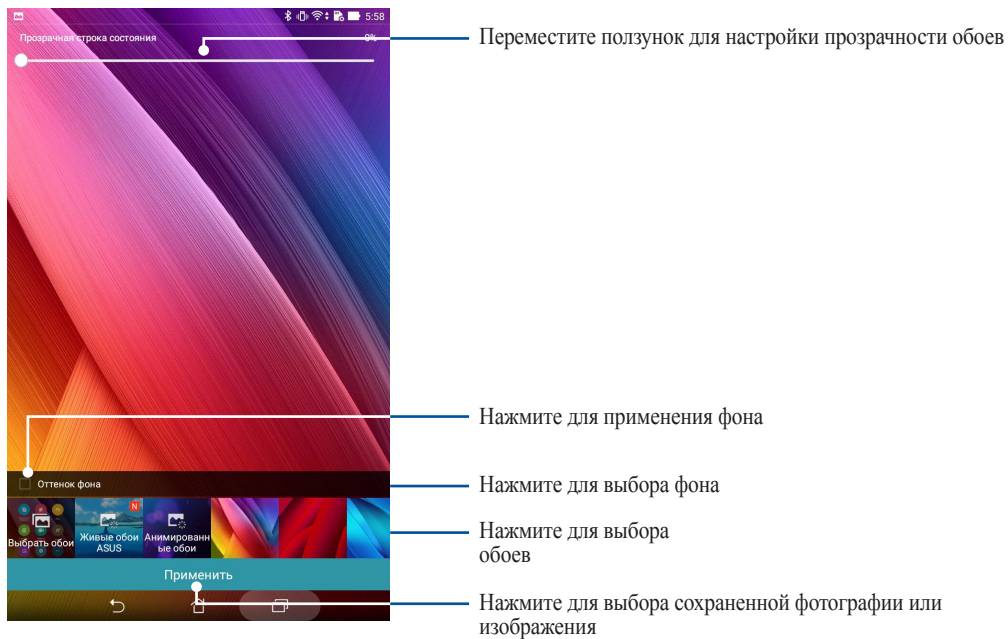 5:58
Прозрачная строка состояния
0%
Переместите ползунок для настройки прозрачности обоев
Нажмите для применения фона
Оттенок фона
Нажмите для выбора фона
Выбрать обои
N
Живые обои
ASUS
Анимированн
ые обои
Нажмите для выбора
обоев
Применить
Нажмите для выбора сохраненной фотографии или
изображения